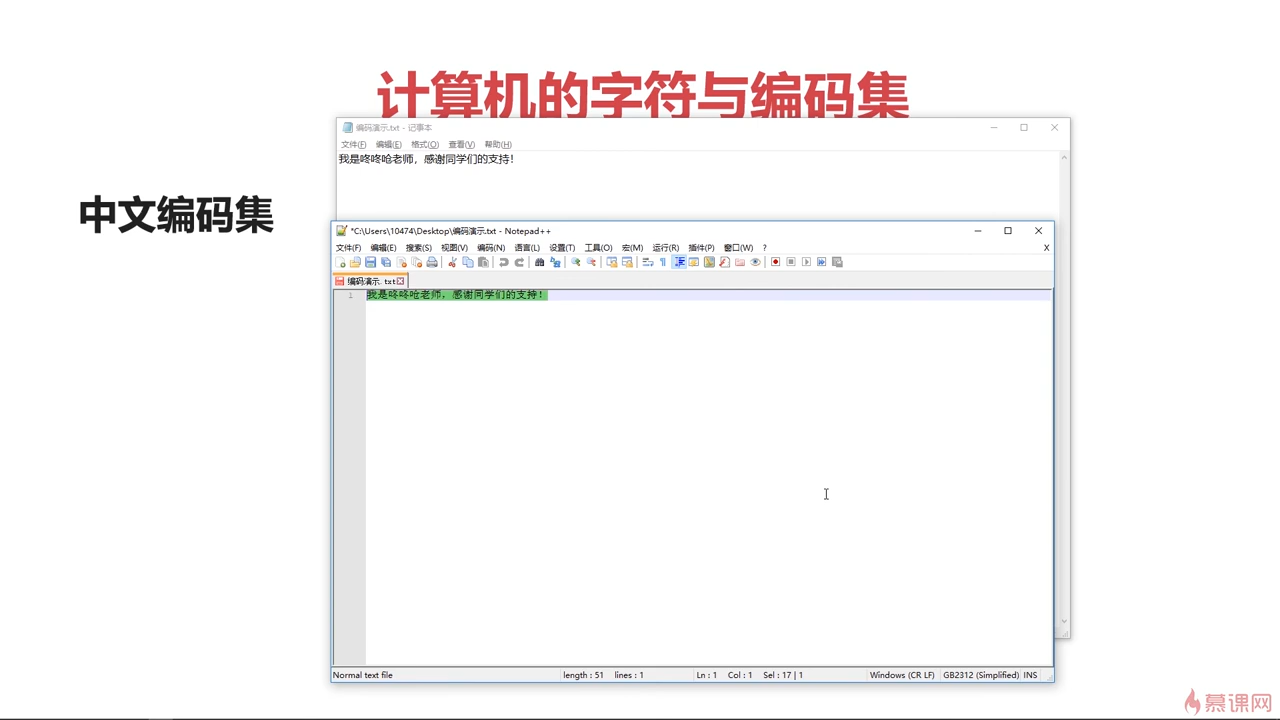 计算机的字符与编码集
编码演示.txt - 记事本
文件(F) 编辑(E) 格式(O) 查看(V) 帮助(H)
我是咚咚呛老师，感谢同学们的支持！
中文编码集
*C:\Users\10474\Desktop\编码演示.txt - Notepad++
文件(F) 编辑(E) 搜索(S) 视图(V) 编码(N) 语言(L) 设置(T) 工具(O) 宏(M) 运行(R) 插件(P) 窗口(W) ? X
编码演示.txt
1 我是咚咚呛老师，感谢同学们的支持！
Normal text file length : 51 lines : 1 Ln : 1 Col : 1 Sel : 17 | 1 Windows (CR LF) GB2312 (Simplified) INS
慕课网